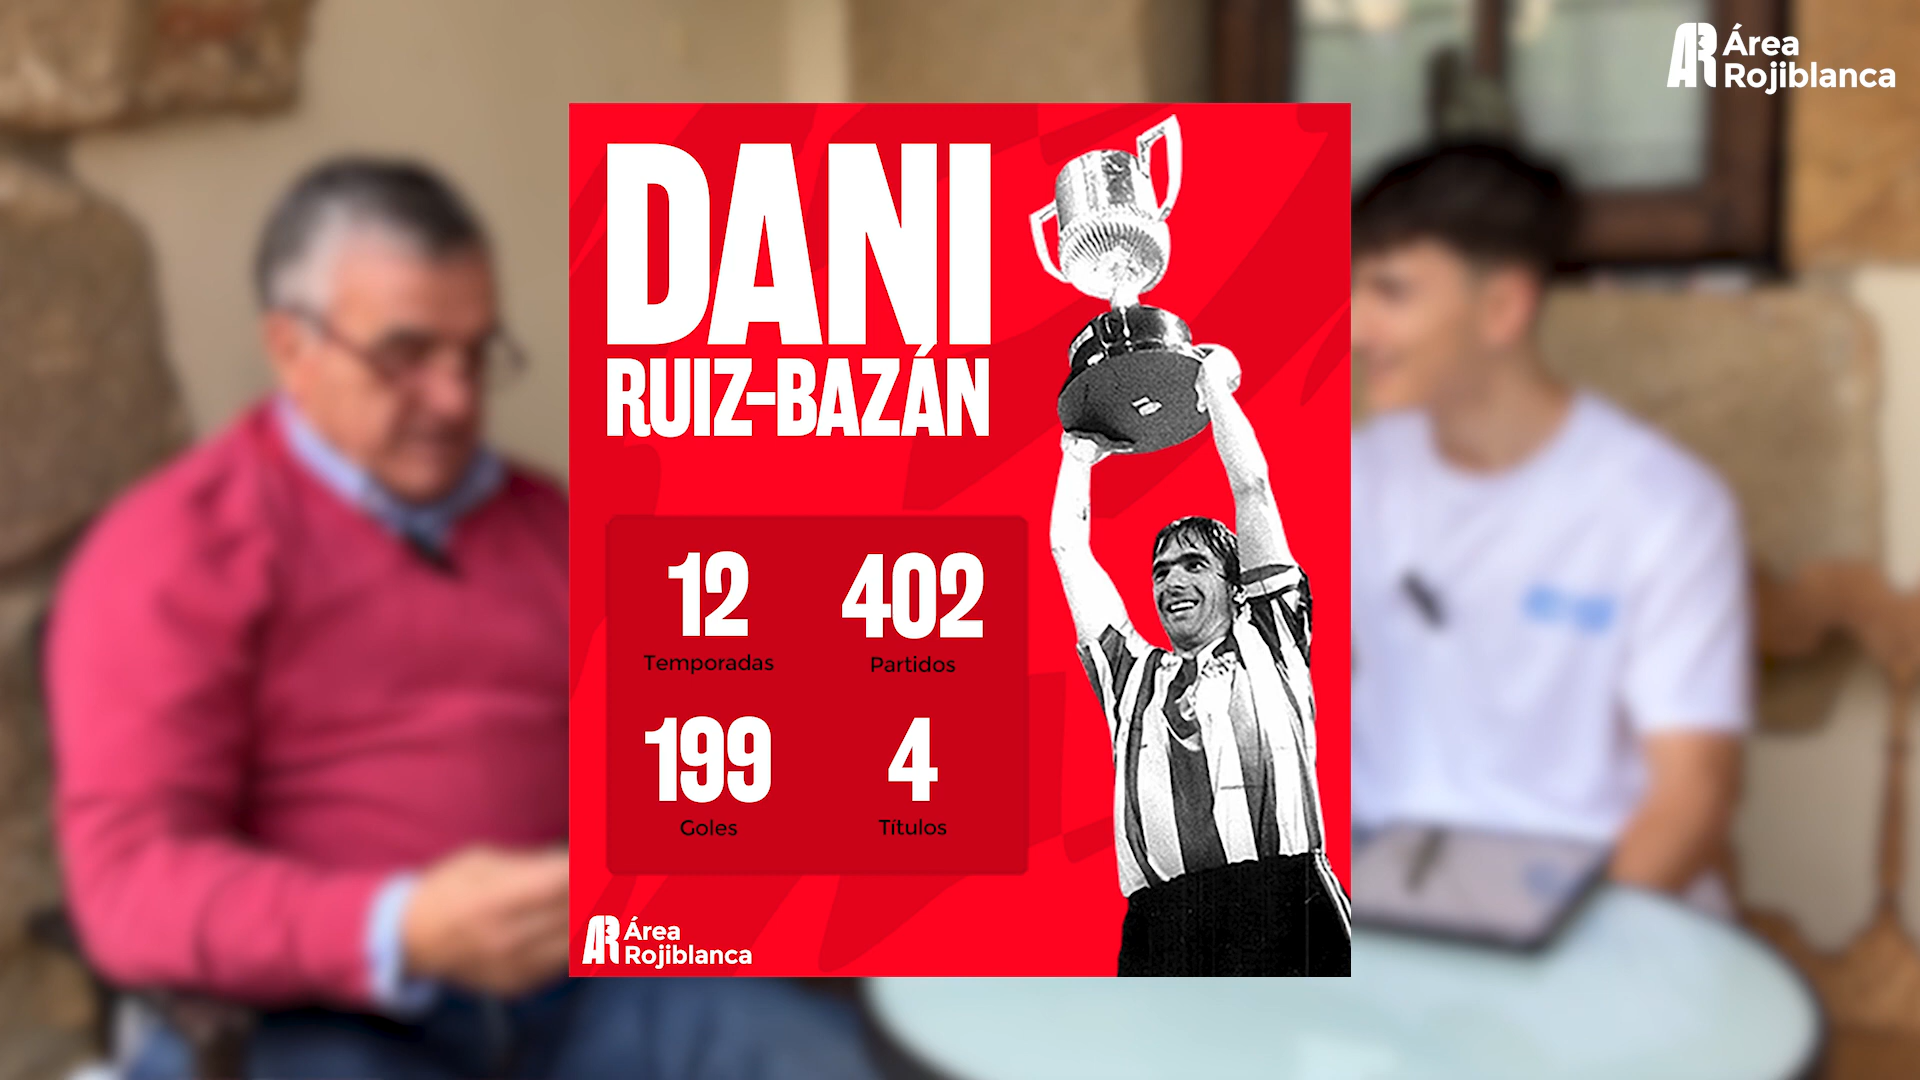 Área
Rojiblanca
DANI
RUIZ-BAZÁN
12
Temporadas
402
Partidos
199
Goles
4
Títulos
Área
Rojiblanca